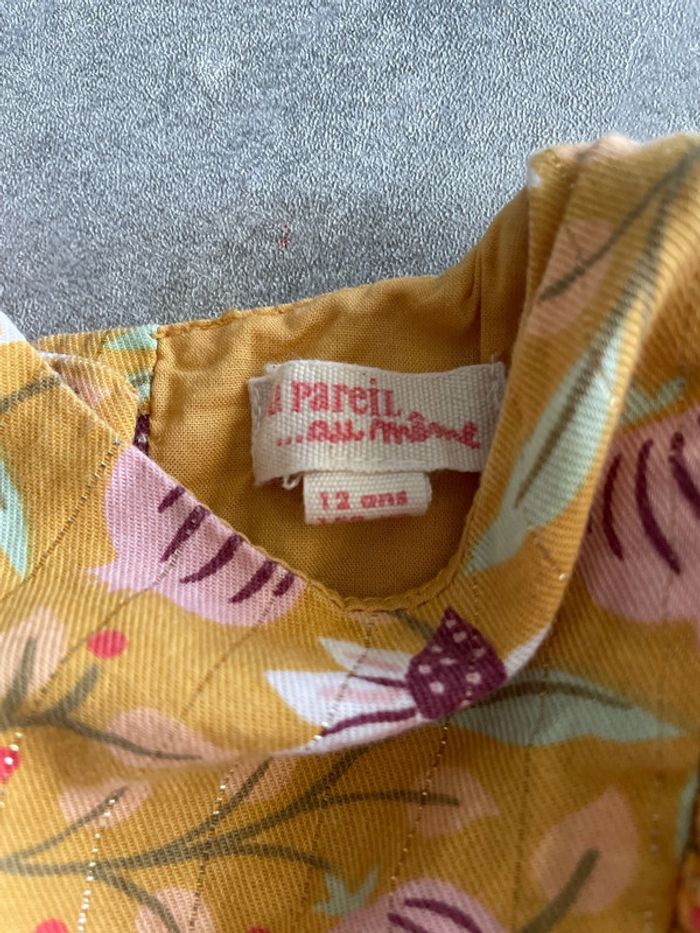 Pareil
...au même
12 ans